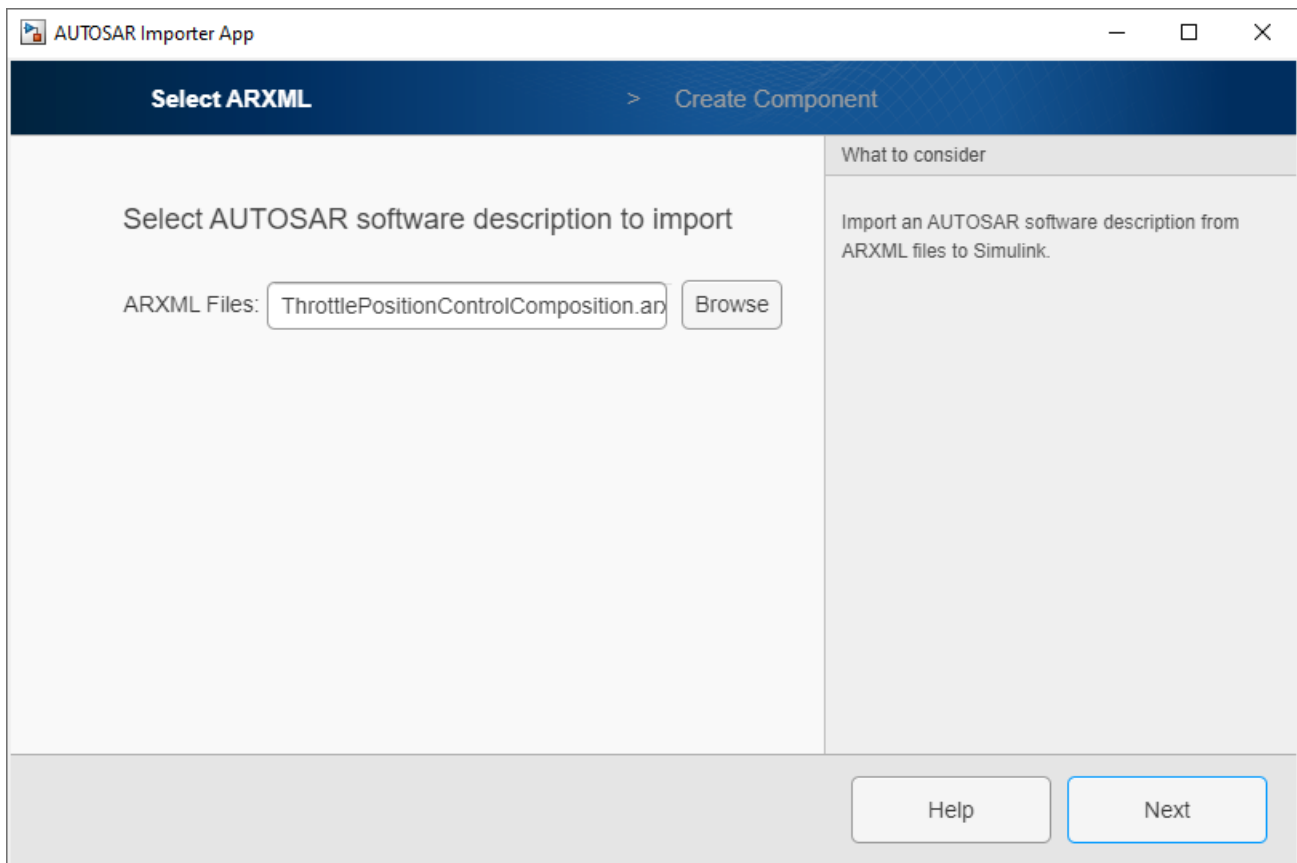 AUTOSAR Importer App
Select ARXML > Create Component
What to consider
Select AUTOSAR software description to import
Import an AUTOSAR software description from
ARXML files to Simulink.
ARXML Files: ThrottlePositionControlComposition.arx Browse
Help Next